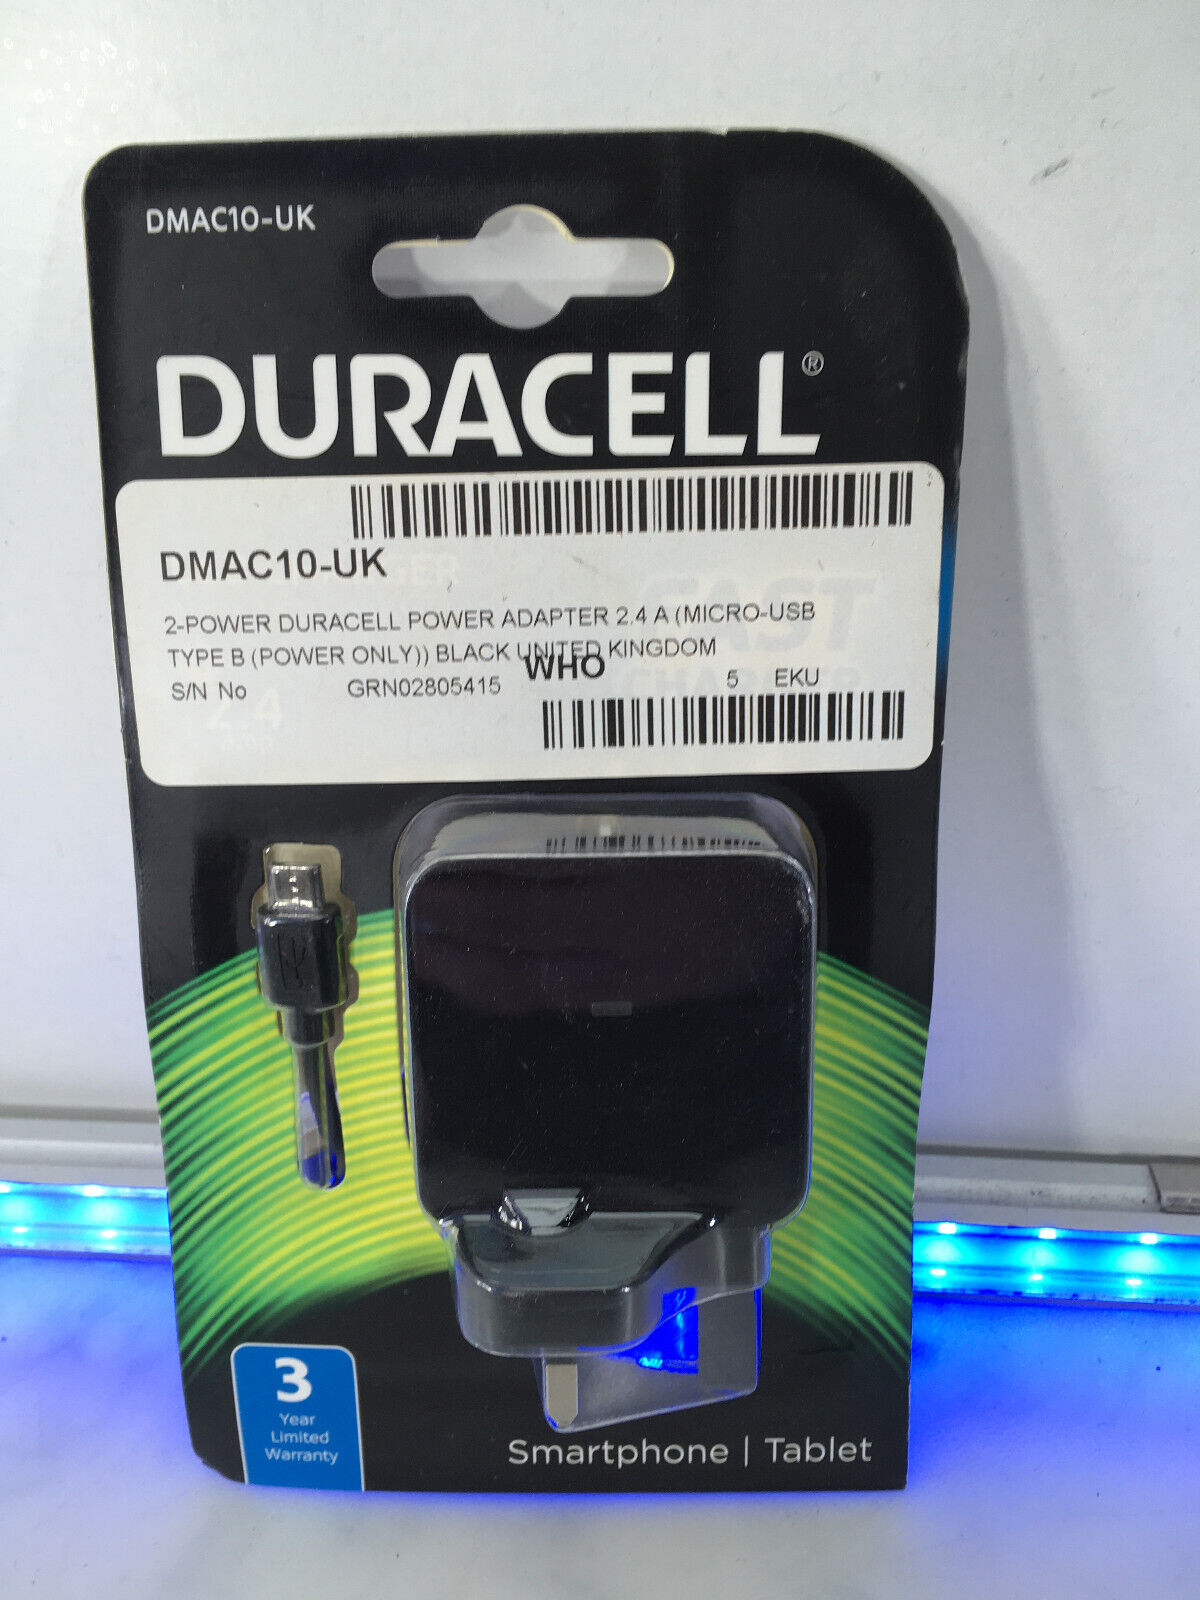 DMAC10-UK
DURACELL®
DMAC10-UK
2-POWER DURACELL POWER ADAPTER 2.4 A (MICRO-USB
TYPE B (POWER ONLY)) BLACK UNITED KINGDOM
WHO
S/N No GRN02805415 5 EKU
3
Year
Limited
Warranty
Smartphone | Tablet